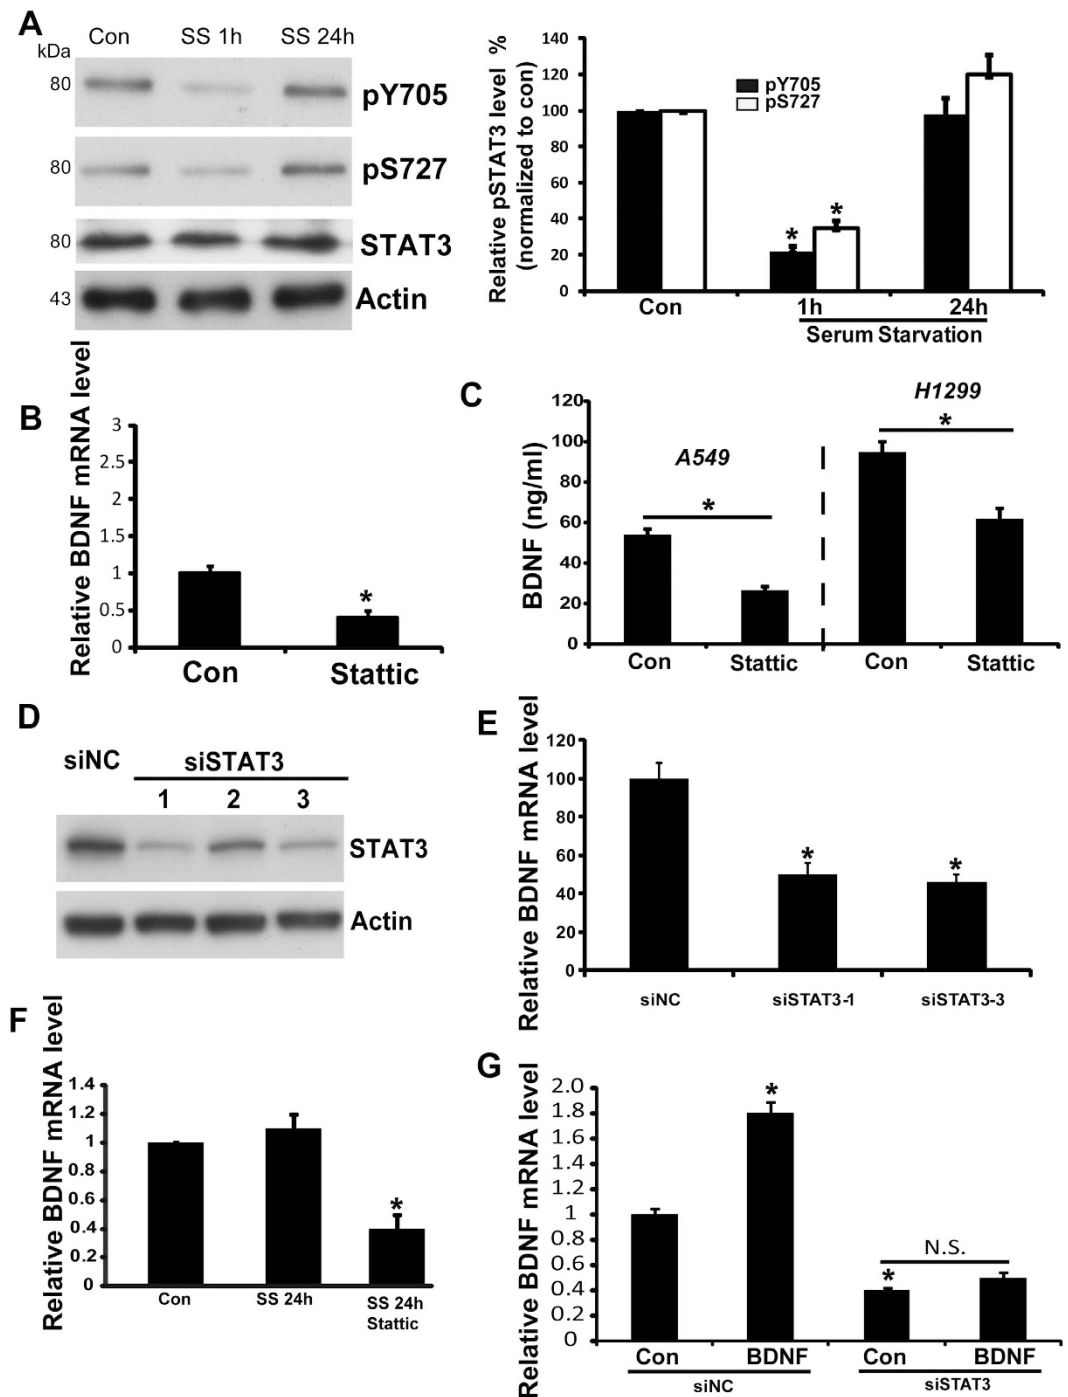 A
Con SS 1h SS 24h
kDa
80
pY705
80
pS727
80
STAT3
43
Actin
Relative pSTAT3 level %
(normalized to con)
140
120
100
80
60
40
20
0
pY705
pS727
*
*
Con
1h
24h
Serum Starvation
B
Relative BDNF mRNA level
3
2.5
2
1.5
1
0.5
0
*
Con
Stattic
C
BDNF (ng/ml)
120
100
80
60
40
20
0
A549
*
H1299
*
Con
Stattic
Con
Stattic
D
siNC
siSTAT3
1 2 3
STAT3
Actin
E
Relative BDNF mRNA level
120
100
80
60
40
20
0
*
*
siNC
siSTAT3-1
siSTAT3-3
F
Relative BDNF mRNA level
1.4
1.2
1
0.8
0.6
0.4
0.2
0
*
Con
SS 24h
SS 24h
Stattic
G
Relative BDNF mRNA level
2.0
1.8
1.6
1.4
1.2
1
0.8
0.6
0.4
0.2
0
*
N.S.
*
Con
BDNF
Con
BDNF
siNC
siSTAT3